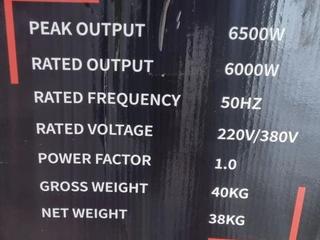 PEAK OUTPUT 6500W
RATED OUTPUT 6000W
RATED FREQUENCY 50HZ
RATED VOLTAGE 220V/380V
POWER FACTOR 1.0
GROSS WEIGHT 40KG
NET WEIGHT 38KG